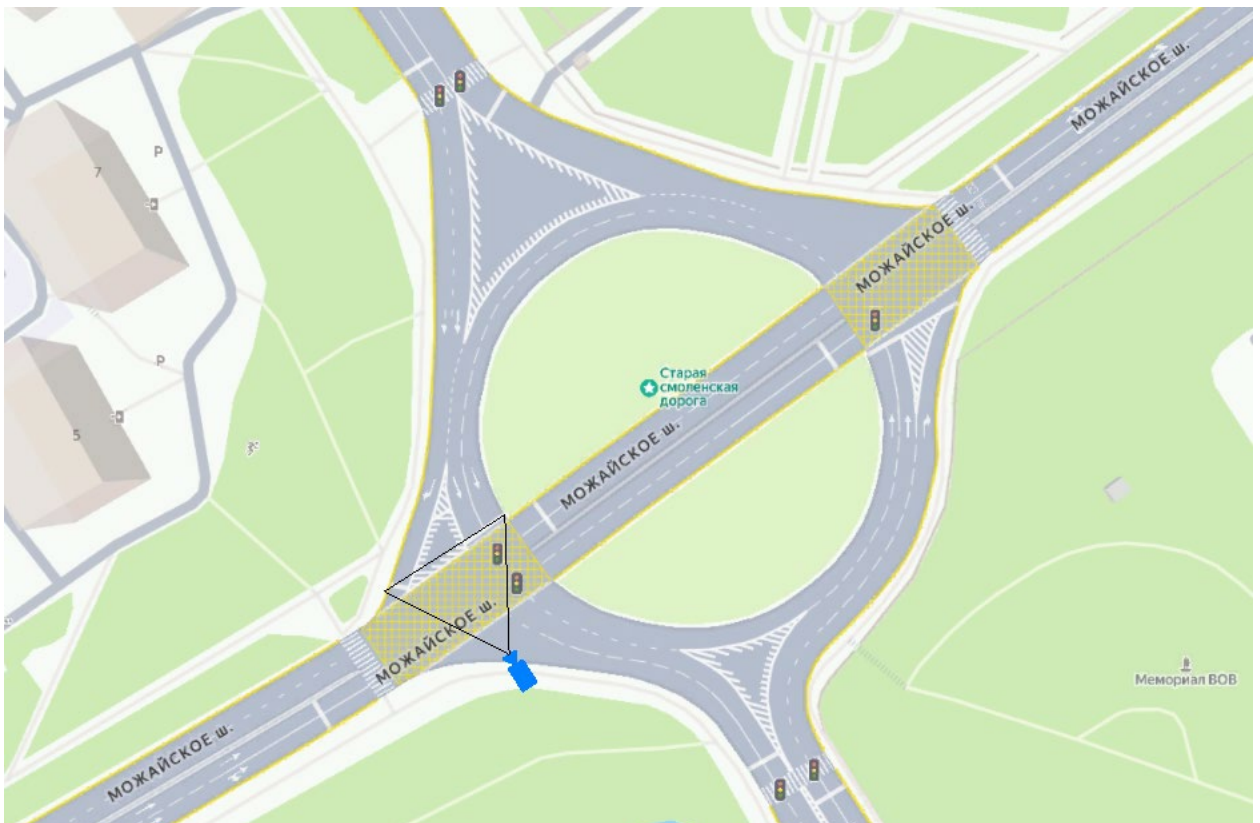 МОЖАЙСКОЕ ш.
7
Р
МОЖАЙСКОЕ ш.
Р
Старая
смоленская
дорога
5
МОЖАЙСКОЕ ш.
МОЖАЙСКОЕ ш.
Мемориал ВОВ
МОЖАЙСКОЕ ш.